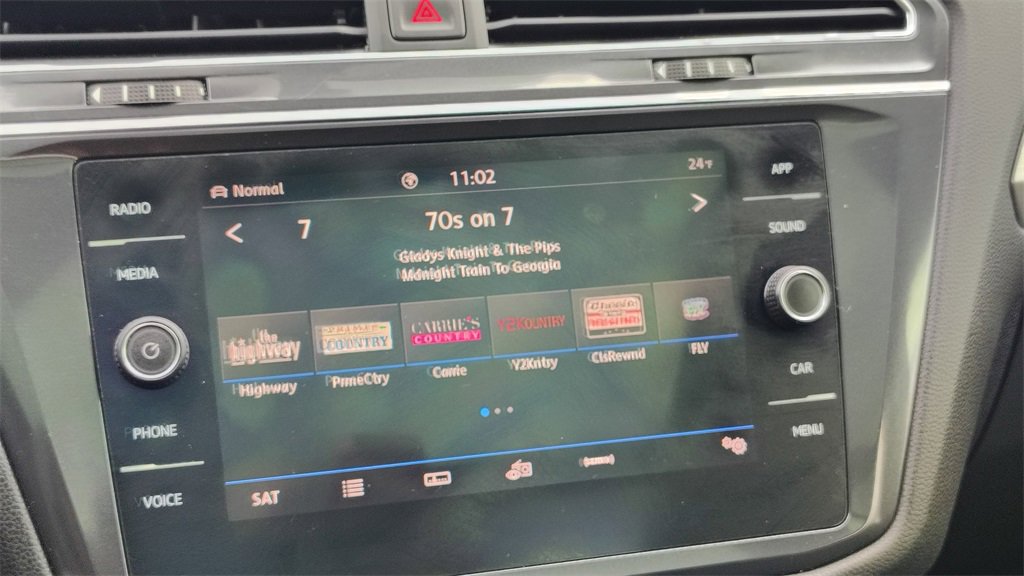 RADIO
MEDIA
PHONE
VOICE
Normal
11:02
24°F
7
70s on 7
Gladys Knight & The Pips
Midnight Train To Georgia
the highway
PRIME COUNTRY
CARRIE'S COUNTRY
Y2KOUNTRY
Classic REWIND
Highway
PrmeCtry
Carrie
Y2Kntry
ClsRewnd
FLY
SAT
APP
SOUND
CAR
MENU